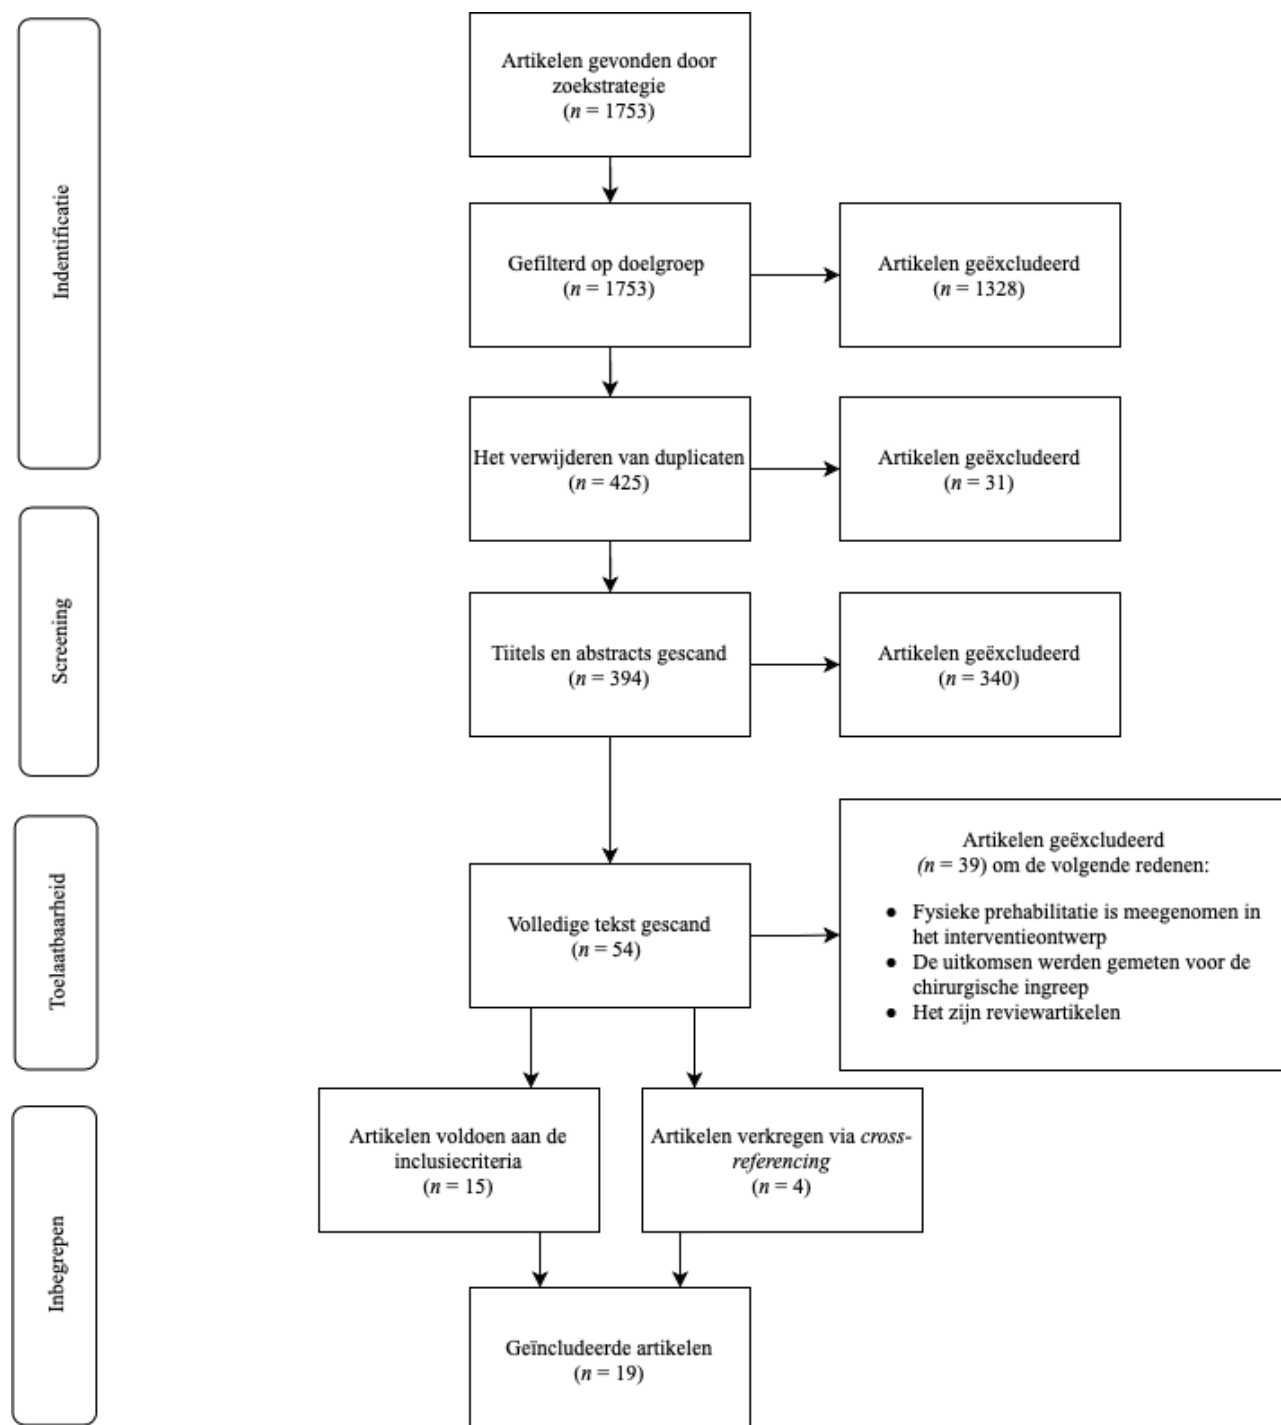 Indentificatie
Artikelen gevonden door
zoekstrategie
(n = 1753)
Gefilterd op doelgroep
(n = 1753)
Artikelen geëxcludeerd
(n = 1328)
Het verwijderen van duplicaten
(n = 425)
Artikelen geëxcludeerd
(n = 31)
Screening
Tiitels en abstracts gescand
(n = 394)
Artikelen geëxcludeerd
(n = 340)
Toelaatbaarheid
Volledige tekst gescand
(n = 54)
Artikelen geëxcludeerd
(n = 39) om de volgende redenen:
● Fysieke prehabilitatie is meegenomen in
het interventieontwerp
● De uitkomsen werden gemeten voor de
chirurgische ingreep
● Het zijn reviewartikelen
Inbegrepen
Artikelen voldoen aan de
inclusiecriteria
(n = 15)
Artikelen verkregen via cross-
referencing
(n = 4)
Geïncludeerde artikelen
(n = 19)